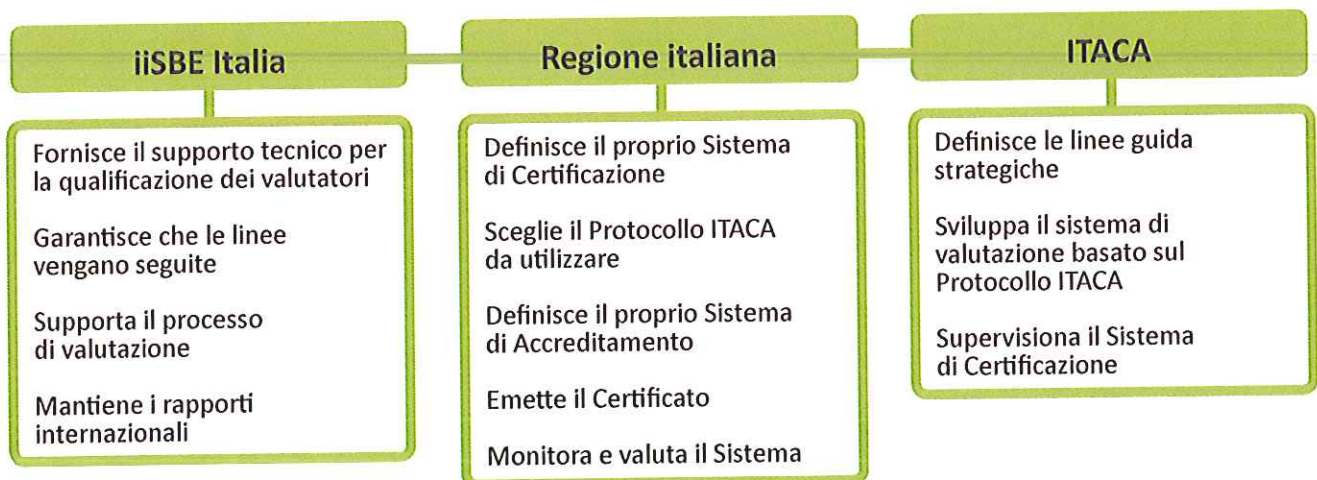 iiSBE Italia
Fornisce il supporto tecnico per
la qualificazione dei valutatori
Garantisce che le linee
vengano seguite
Supporta il processo
di valutazione
Mantiene i rapporti
internazionali
Regione italiana
Definisce il proprio Sistema
di Certificazione
Sceglie il Protocollo ITACA
da utilizzare
Definisce il proprio Sistema
di Accreditamento
Emette il Certificato
Monitora e valuta il Sistema
ITACA
Definisce le linee guida
strategiche
Sviluppa il sistema di
valutazione basato sul
Protocollo ITACA
Supervisiona il Sistema
di Certificazione